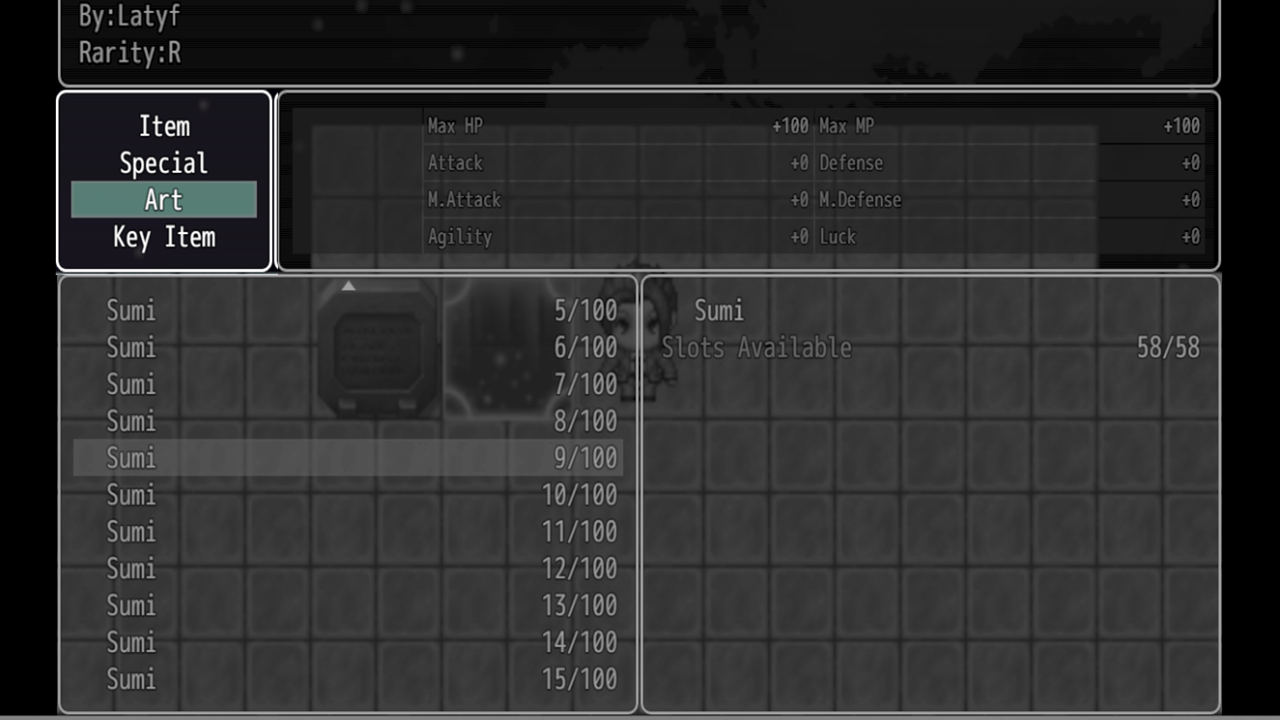 By:Latyf
Rarity:R
Item
Special
Art
Key Item
Max HP +100 Max MP +100
Attack +0 Defense +0
M.Attack +0 M.Defense +0
Agility +0 Luck +0
Sumi 5/100
Sumi 6/100
Sumi 7/100
Sumi 8/100
Sumi 9/100
Sumi 10/100
Sumi 11/100
Sumi 12/100
Sumi 13/100
Sumi 14/100
Sumi 15/100
Sumi
Slots Available 58/58